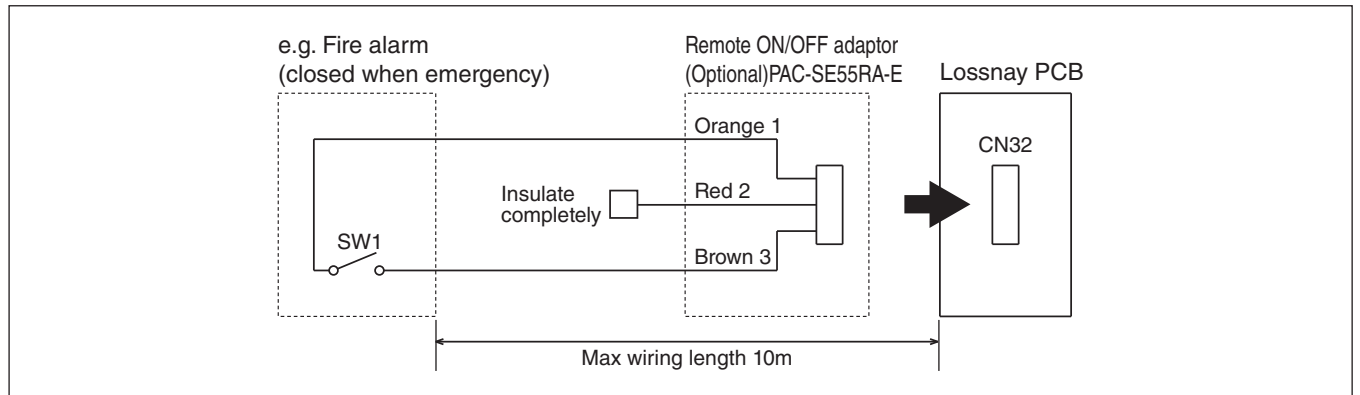 e.g. Fire alarm
(closed when emergency)
Remote ON/OFF adaptor
(Optional)PAC-SE55RA-E
Lossnay PCB
Orange 1
CN32
Insulate
completely
Red 2
SW1
Brown 3
Max wiring length 10m